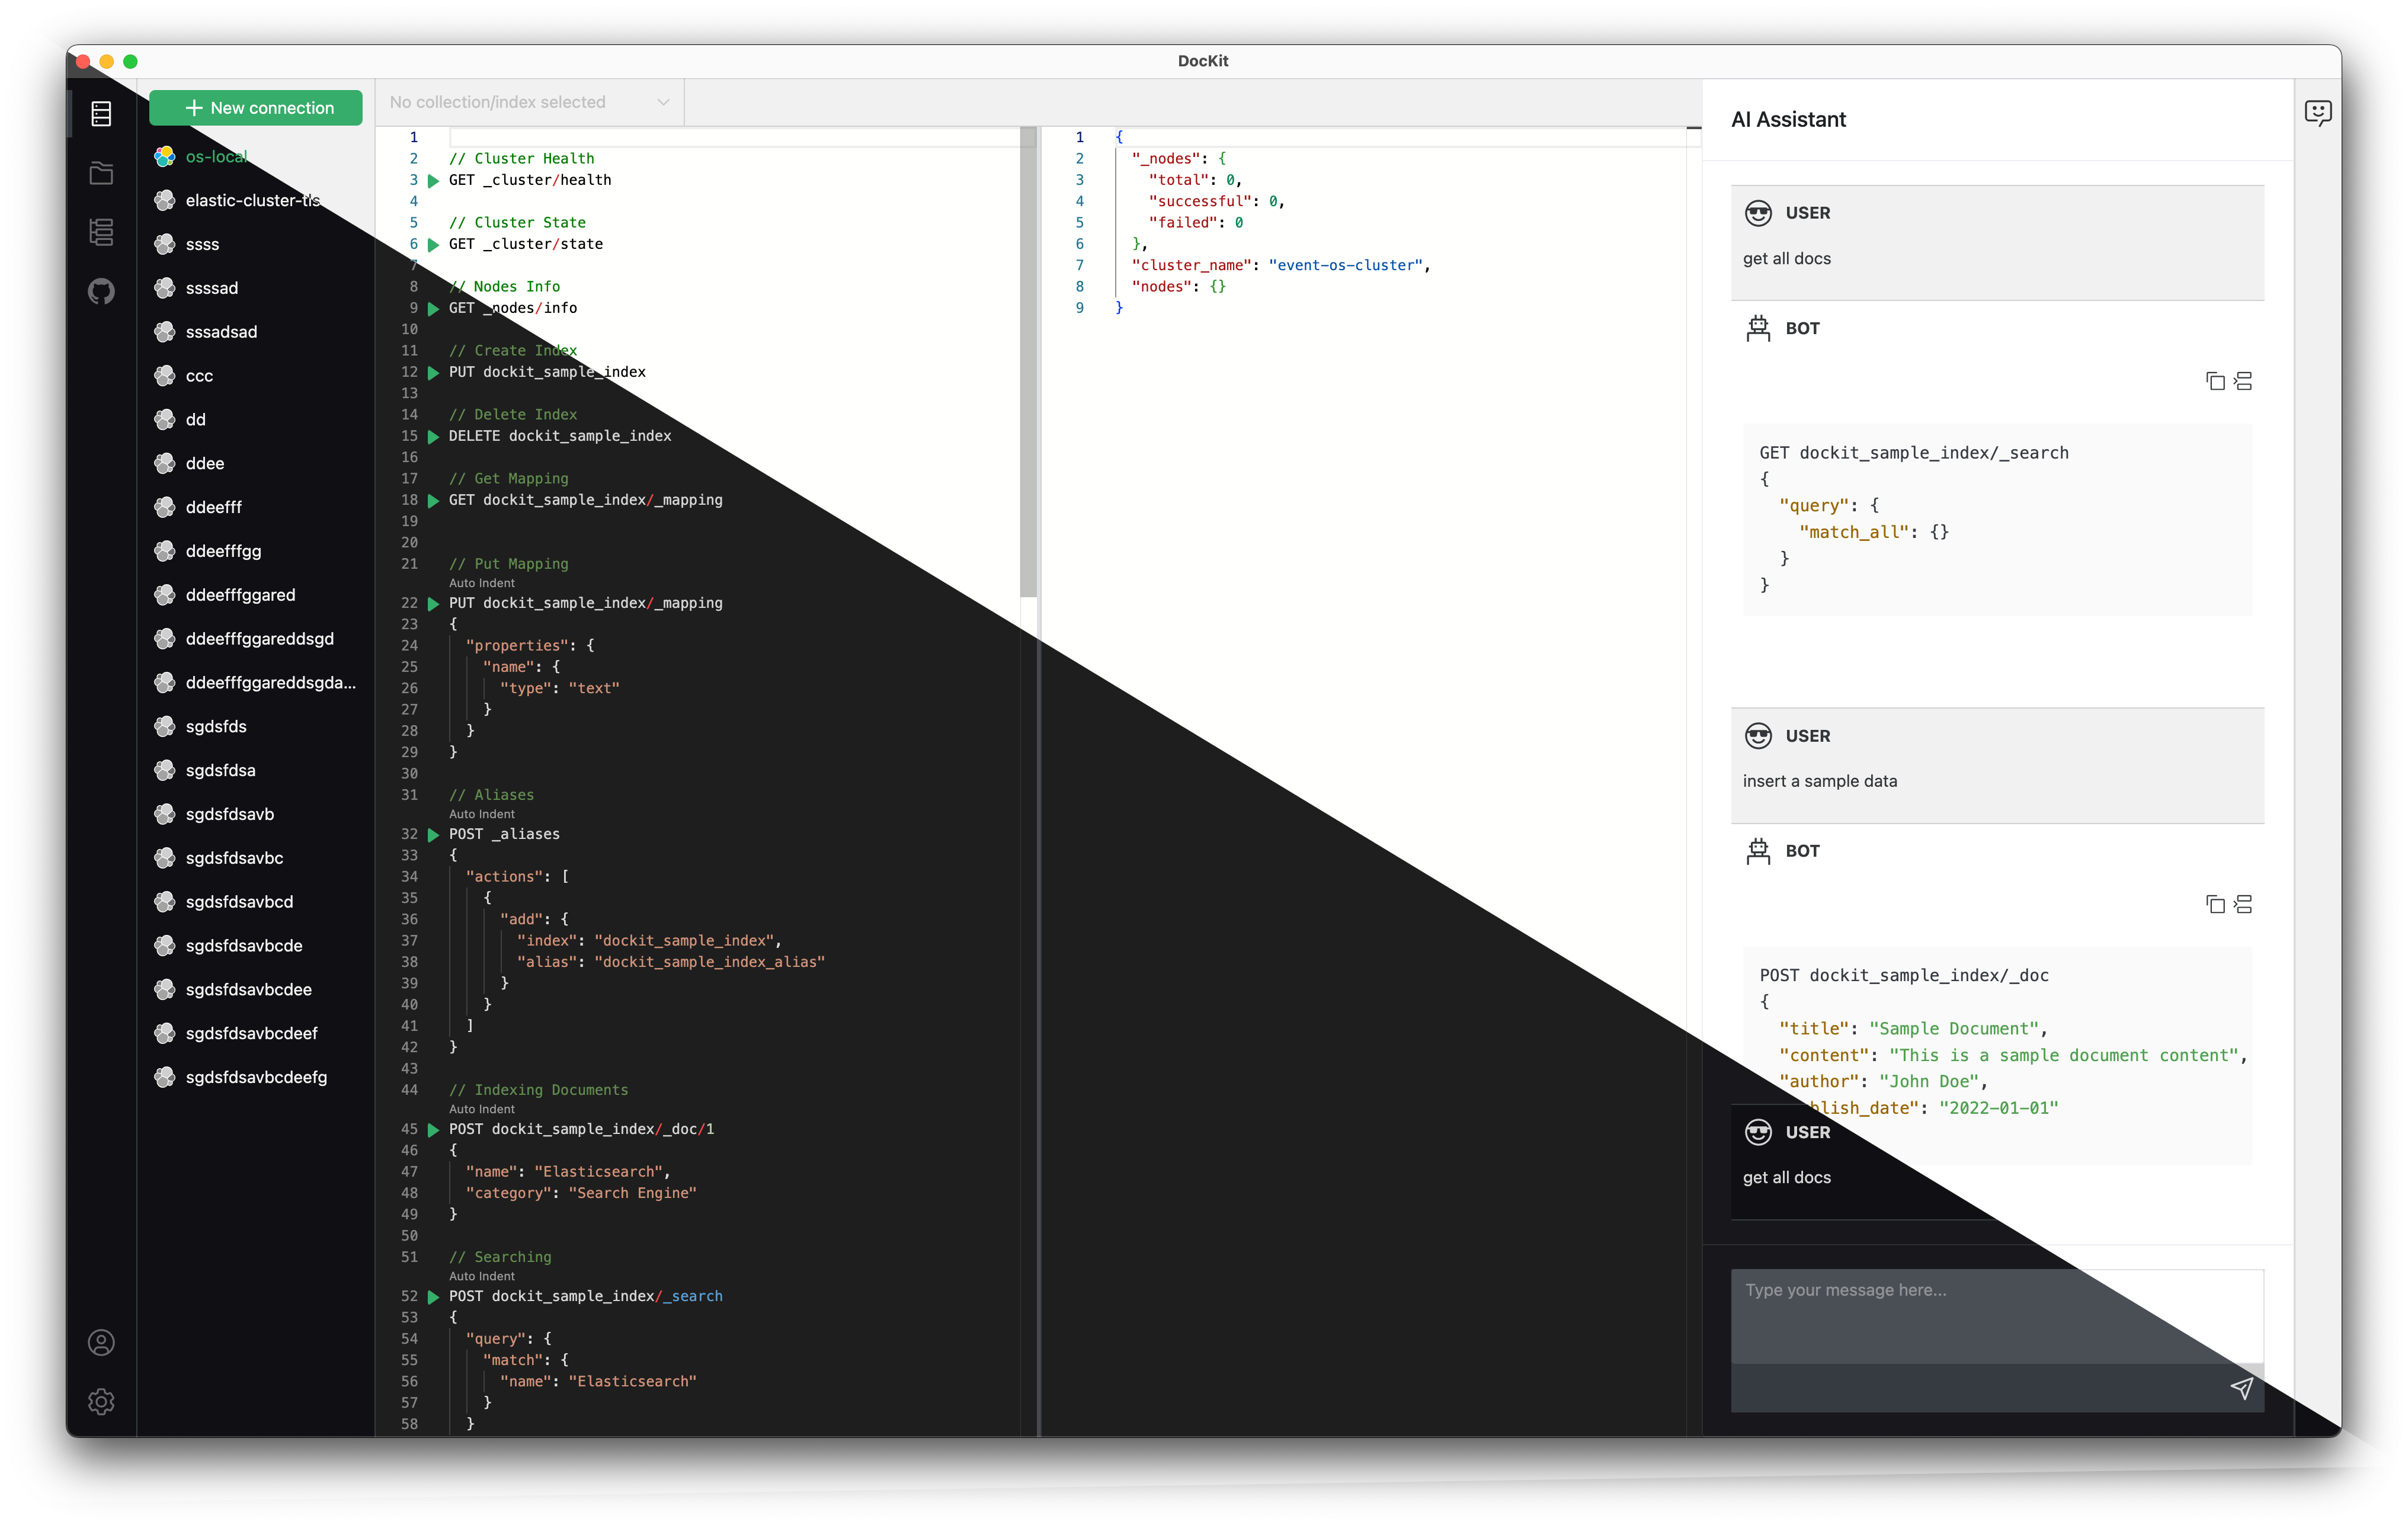 DocKit
New connection
os-local
elastic-cluster-tls
ssss
ssssad
sssadsad
ccc
dd
ddee
ddeefff
ddeefffgg
ddeefffggared
ddeefffggareddsgd
ddeefffggareddsgda...
sgdsfds
sgdsfdsa
sgdsfdsavb
sgdsfdsavbc
sgdsfdsavbcd
sgdsfdsavbcde
sgdsfdsavbcdee
sgdsfdsavbcdeef
sgdsfdsavbcdeefg
No collection/index selected
1
2 // Cluster Health
3 GET _cluster/health
4
5 // Cluster State
6 GET _cluster/state
7
8 // Nodes Info
9 GET _nodes/info
10
11 // Create Index
12 PUT dockit_sample_index
13
14 // Delete Index
15 DELETE dockit_sample_index
16
17 // Get Mapping
18 GET dockit_sample_index/_mapping
19
20
21 // Put Mapping
Auto Indent
22 PUT dockit_sample_index/_mapping
23 {
24 "properties": {
25 "name": {
26 "type": "text"
27 }
28 }
29 }
30
31 // Aliases
Auto Indent
32 POST _aliases
33 {
34 "actions": [
35 {
36 "add": {
37 "index": "dockit_sample_index",
38 "alias": "dockit_sample_index_alias"
39 }
40 }
41 ]
42 }
43
44 // Indexing Documents
Auto Indent
45 POST dockit_sample_index/_doc/1
46 {
47 "name": "Elasticsearch",
48 "category": "Search Engine"
49 }
50
51 // Searching
Auto Indent
52 POST dockit_sample_index/_search
53 {
54 "query": {
55 "match": {
56 "name": "Elasticsearch"
57 }
58 }
1 {
2 "_nodes": {
3 "total": 0,
4 "successful": 0,
5 "failed": 0
6 },
7 "cluster_name": "event-os-cluster",
8 "nodes": {}
9 }
AI Assistant
USER
get all docs
BOT
GET dockit_sample_index/_search
{
"query": {
"match_all": {}
}
}
USER
insert a sample data
BOT
POST dockit_sample_index/_doc
{
"title": "Sample Document",
"content": "This is a sample document content",
"author": "John Doe",
blish_date": "2022-01-01"
USER
get all docs
Type your message here...